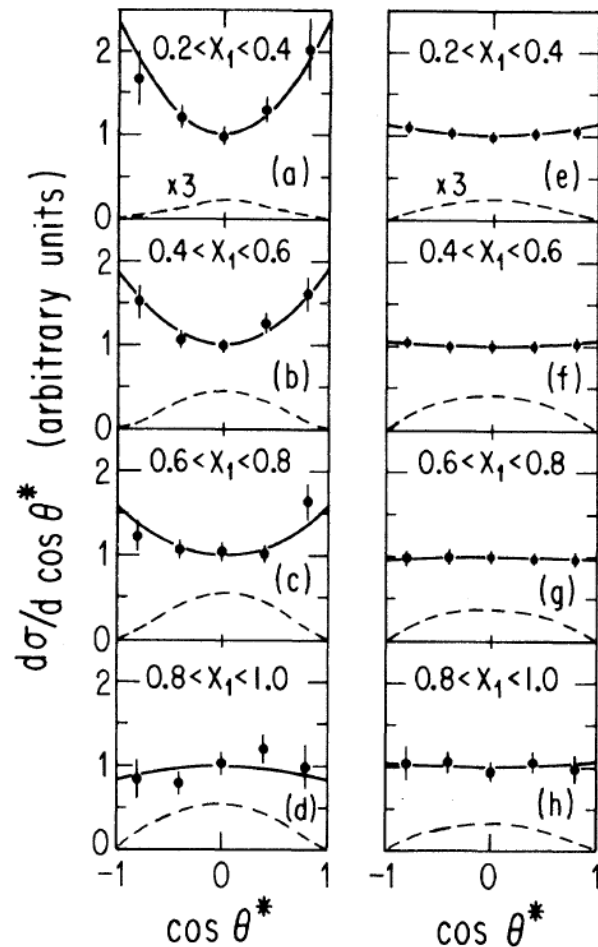 dσ/d cos θ* (arbitrary units)
2
1
0
0.2<X₁<0.4
x3
(a)
2
1
0
0.4<X₁<0.6
(b)
2
1
0
0.6<X₁<0.8
(c)
2
1
0
0.8<X₁<1.0
(d)
-1 0 1
cos θ*
0.2<X₁<0.4
x3
(e)
0.4<X₁<0.6
(f)
0.6<X₁<0.8
(g)
0.8<X₁<1.0
(h)
-1 0 1
cos θ*